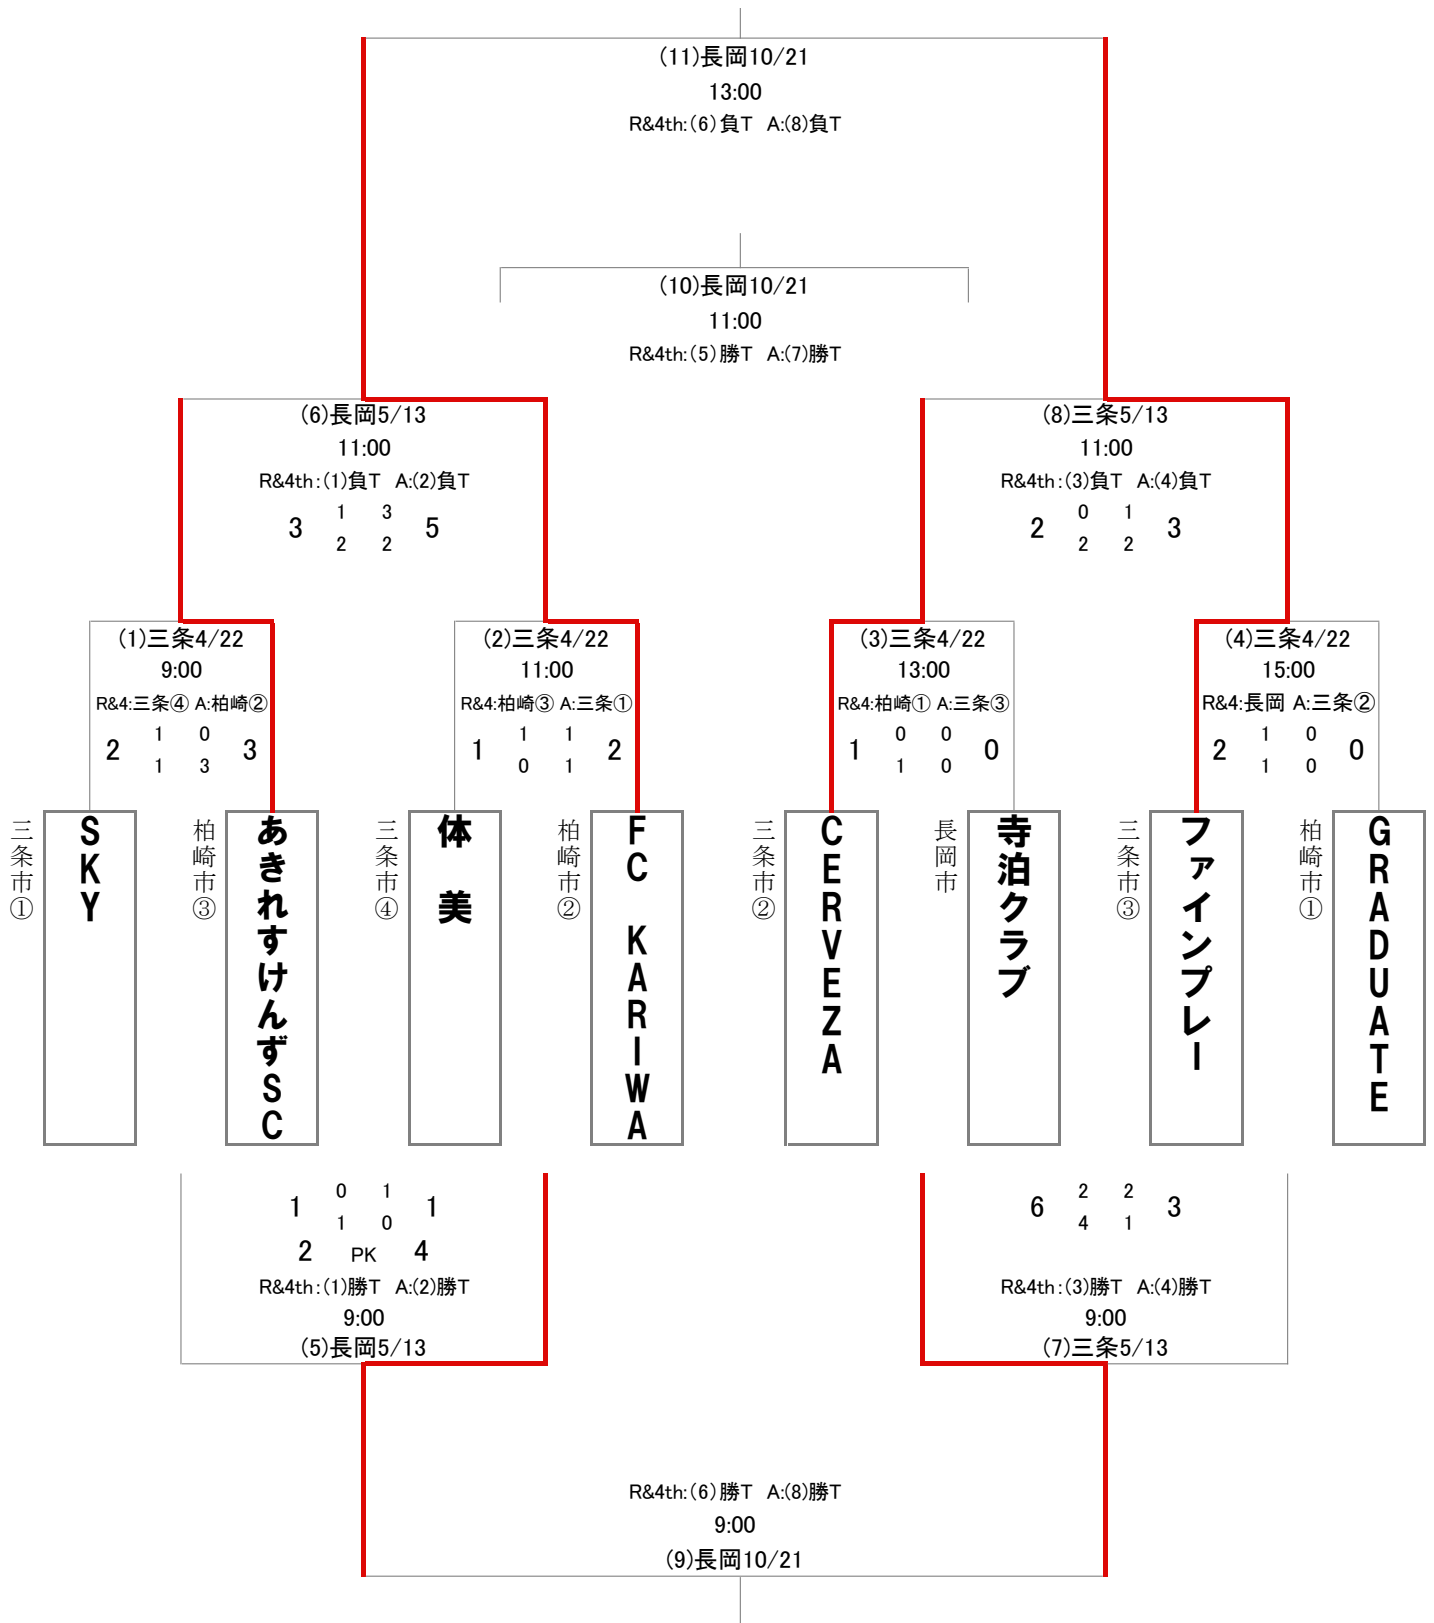 (11)長岡10/21
13:00
R&4th:(6)負T A:(8)負T
(10)長岡10/21
11:00
R&4th:(5)勝T A:(7)勝T
(6)長岡5/13
11:00
R&4th:(1)負T A:(2)負T
1 3
3 5
2 2
(8)三条5/13
11:00
R&4th:(3)負T A:(4)負T
0 1
2 3
2 2
(1)三条4/22
9:00
R&4:三条④ A:柏崎②
1 0
2 3
1 3
(2)三条4/22
11:00
R&4:柏崎③ A:三条①
1 1
1 2
0 1
(3)三条4/22
13:00
R&4:柏崎① A:三条③
0 0
1 0
1 0
(4)三条4/22
15:00
R&4:長岡 A:三条②
1 0
2 0
1 0
三条市①
SKY
柏崎市③
あきれすけんずSC
三条市④
体 美
柏崎市②
FC KARIWA
三条市②
CERVEZA
長岡市
寺泊クラブ
三条市③
ファインプレー
柏崎市①
GRADUATE
0 1
1 1
1 0
2 PK 4
R&4th:(1)勝T A:(2)勝T
9:00
(5)長岡5/13
2 2
6 3
4 1
R&4th:(3)勝T A:(4)勝T
9:00
(7)三条5/13
R&4th:(6)勝T A:(8)勝T
9:00
(9)長岡10/21